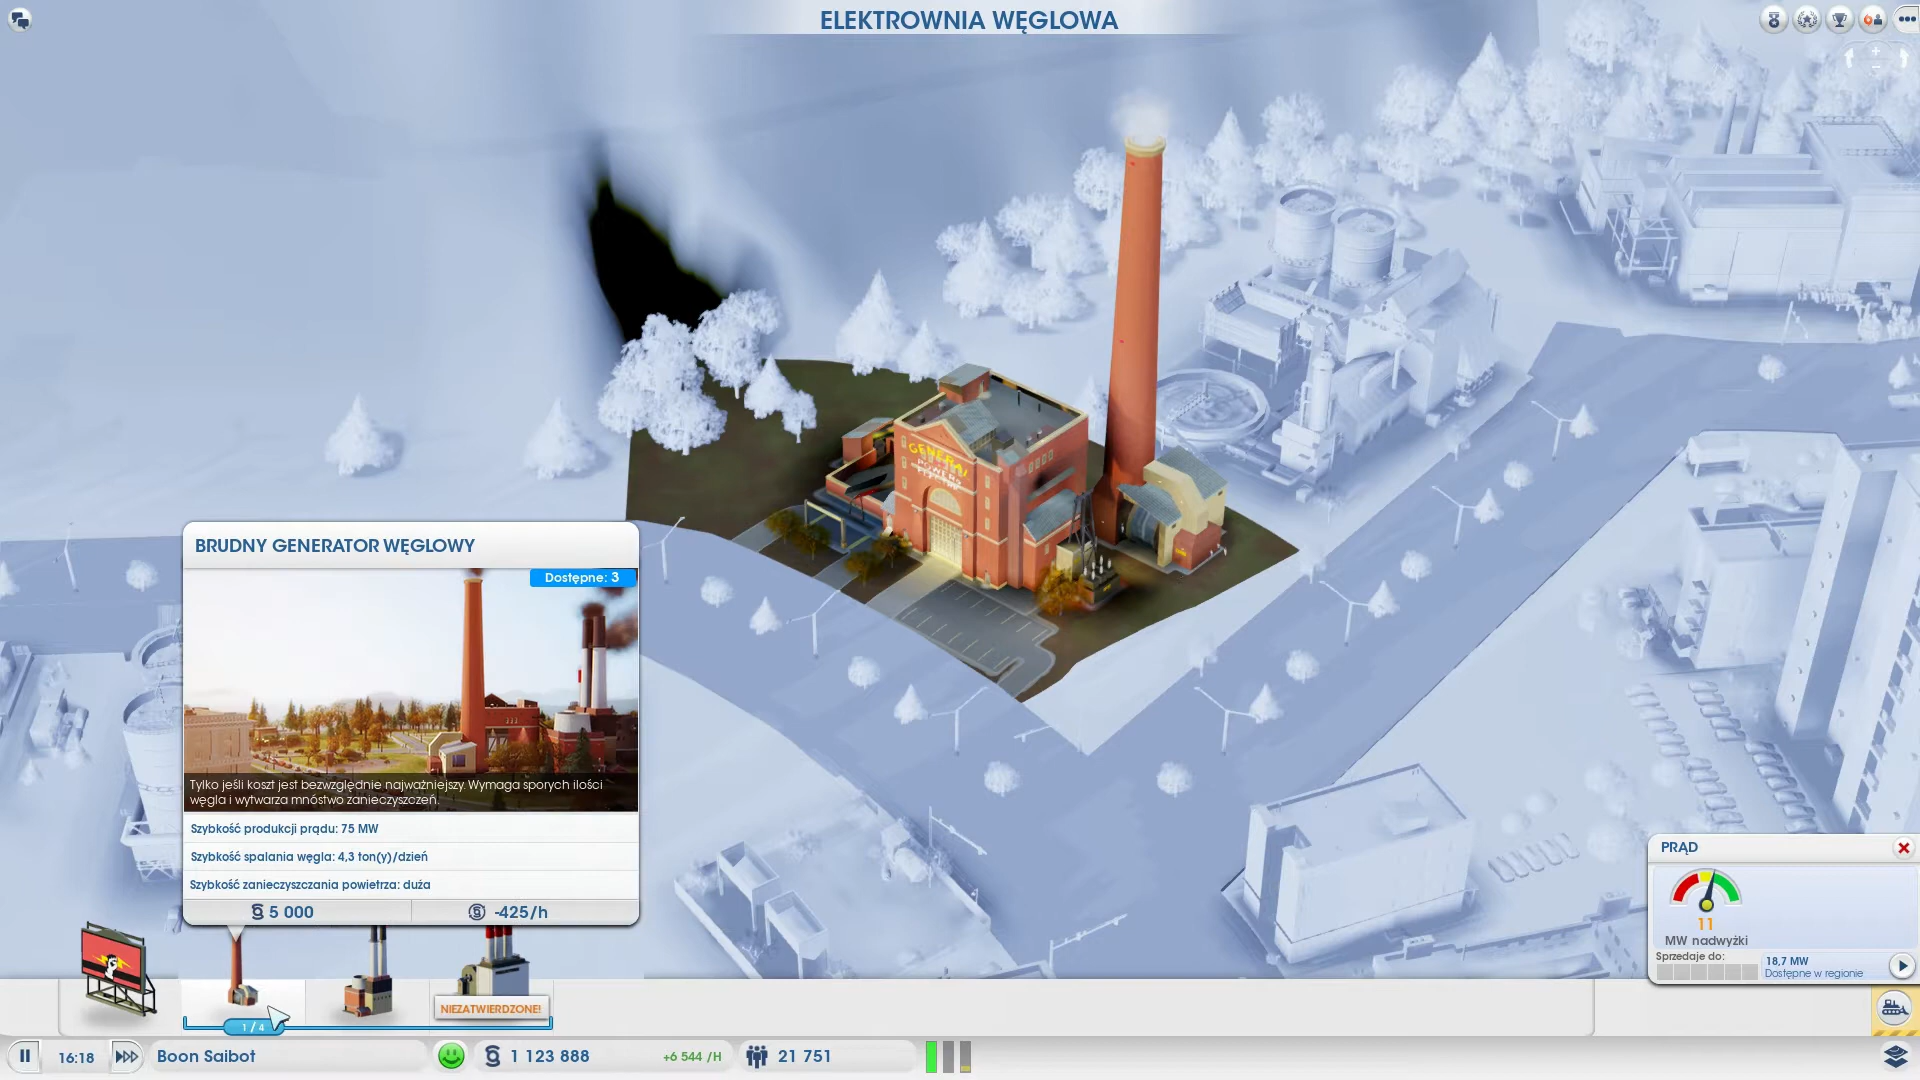 ELEKTROWNIA WĘGLOWA
GENERAL
BRUDNY GENERATOR WĘGLOWY
Dostępne: 3
Tylko jeśli koszt jest bezwzględnie najważniejszy. Wymaga sporych ilości
węgla i wytwarza mnóstwo zanieczyszczeń.
Szybkość produkcji prądu: 75 MW
Szybkość spalania węgla: 4,3 ton(y)/dzień
Szybkość zanieczyszczania powietrza: duża
5 000
-425/h
PRĄD
11
MW nadwyżki
Sprzedaje do:
18,7 MW
Dostępne w regionie
NIEZATWIERDZONE!
1 / 4
16:18
Boon Saibot
1 123 888
+6 544 /H
21 751